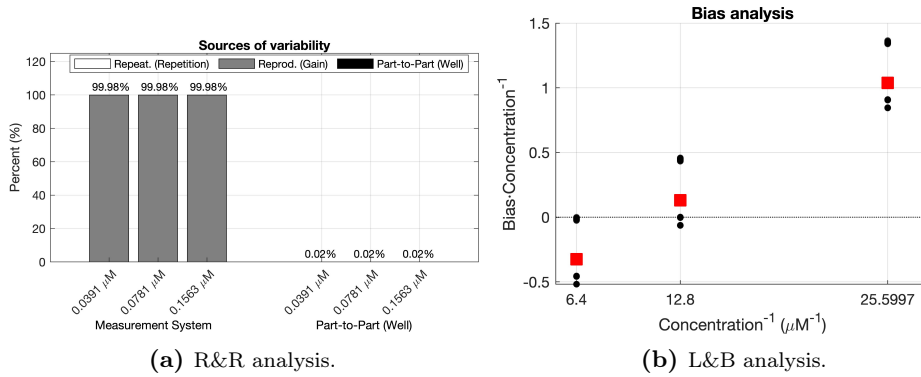 Sources of variability
Repeat. (Repetition) Reprod. (Gain) Part-to-Part (Well)
120
100
80
60
40
20
0
Percent (%)
99.98% 99.98% 99.98%
0.02% 0.02% 0.02%
0.0391 μM 0.0781 μM 0.1563 μM 0.0391 μM 0.0781 μM 0.1563 μM
Measurement System Part-to-Part (Well)
(a) R&R analysis.
Bias analysis
1.5
1
0.5
0
-0.5
Bias·Concentration⁻¹
6.4 12.8 25.5997
Concentration⁻¹ (μM⁻¹)
(b) L&B analysis.